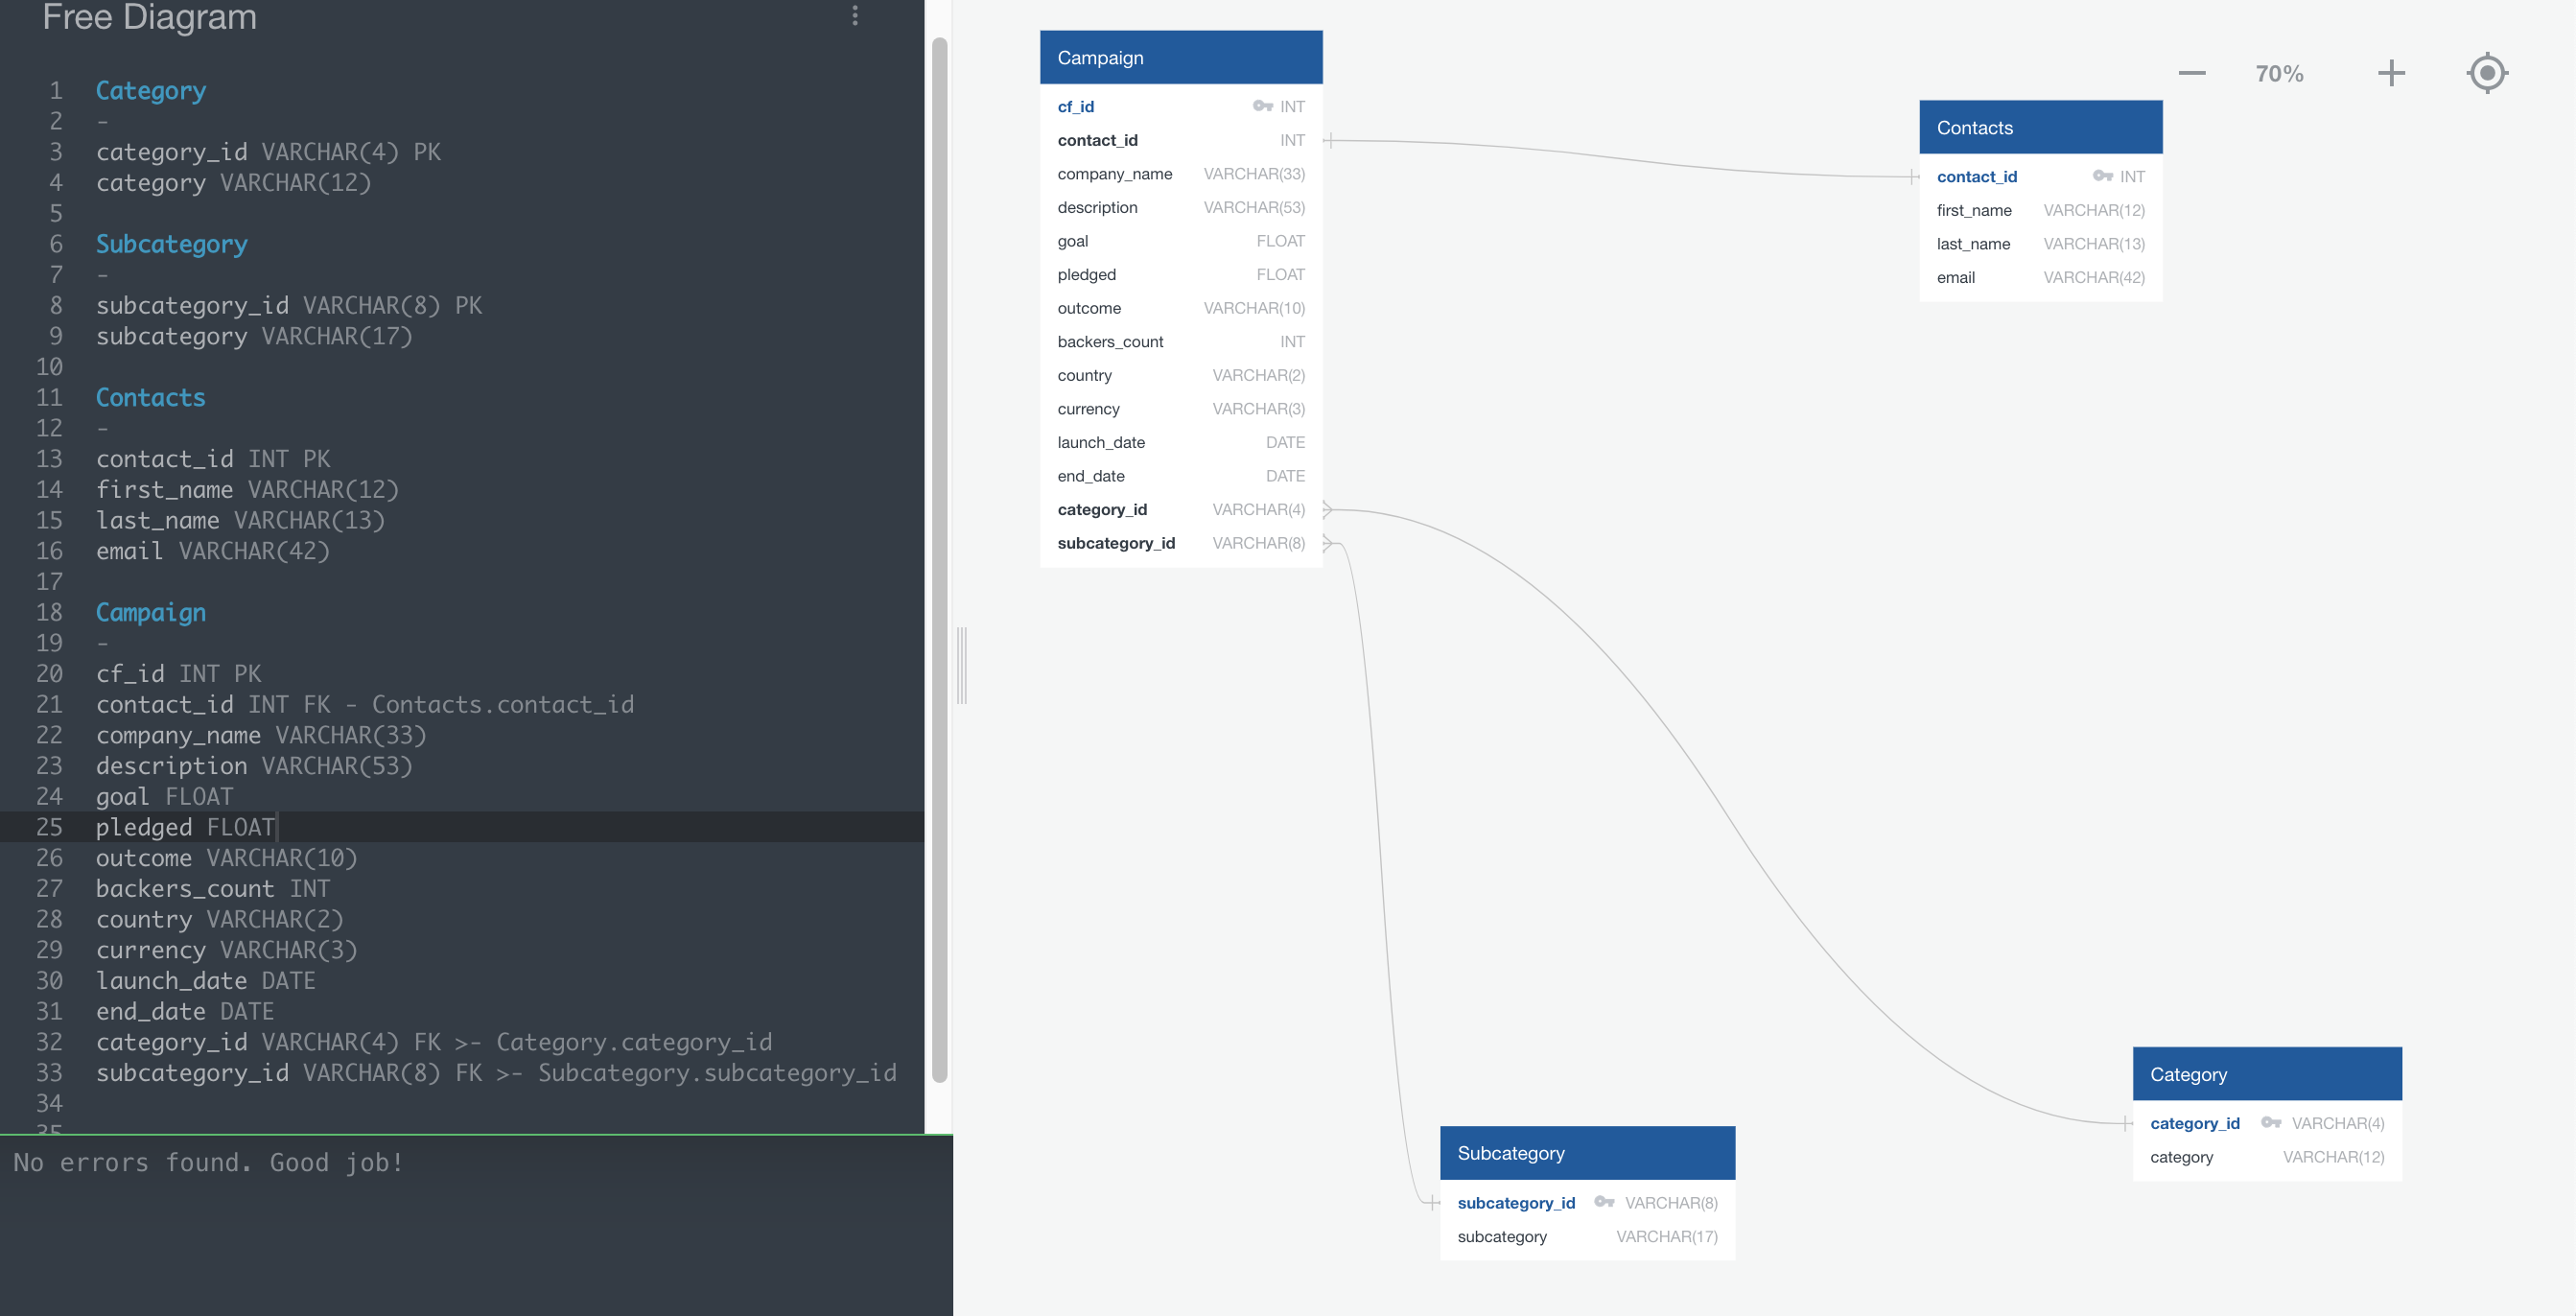 Free Diagram
1 Category
2 -
3 category_id VARCHAR(4) PK
4 category VARCHAR(12)
5
6 Subcategory
7 -
8 subcategory_id VARCHAR(8) PK
9 subcategory VARCHAR(17)
10
11 Contacts
12 -
13 contact_id INT PK
14 first_name VARCHAR(12)
15 last_name VARCHAR(13)
16 email VARCHAR(42)
17
18 Campaign
19 -
20 cf_id INT PK
21 contact_id INT FK - Contacts.contact_id
22 company_name VARCHAR(33)
23 description VARCHAR(53)
24 goal FLOAT
25 pledged FLOAT
26 outcome VARCHAR(10)
27 backers_count INT
28 country VARCHAR(2)
29 currency VARCHAR(3)
30 launch_date DATE
31 end_date DATE
32 category_id VARCHAR(4) FK >- Category.category_id
33 subcategory_id VARCHAR(8) FK >- Subcategory.subcategory_id
34
35
No errors found. Good job!
Campaign
cf_id INT
contact_id INT
company_name VARCHAR(33)
description VARCHAR(53)
goal FLOAT
pledged FLOAT
outcome VARCHAR(10)
backers_count INT
country VARCHAR(2)
currency VARCHAR(3)
launch_date DATE
end_date DATE
category_id VARCHAR(4)
subcategory_id VARCHAR(8)
70%
Contacts
contact_id INT
first_name VARCHAR(12)
last_name VARCHAR(13)
email VARCHAR(42)
Subcategory
subcategory_id VARCHAR(8)
subcategory VARCHAR(17)
Category
category_id VARCHAR(4)
category VARCHAR(12)